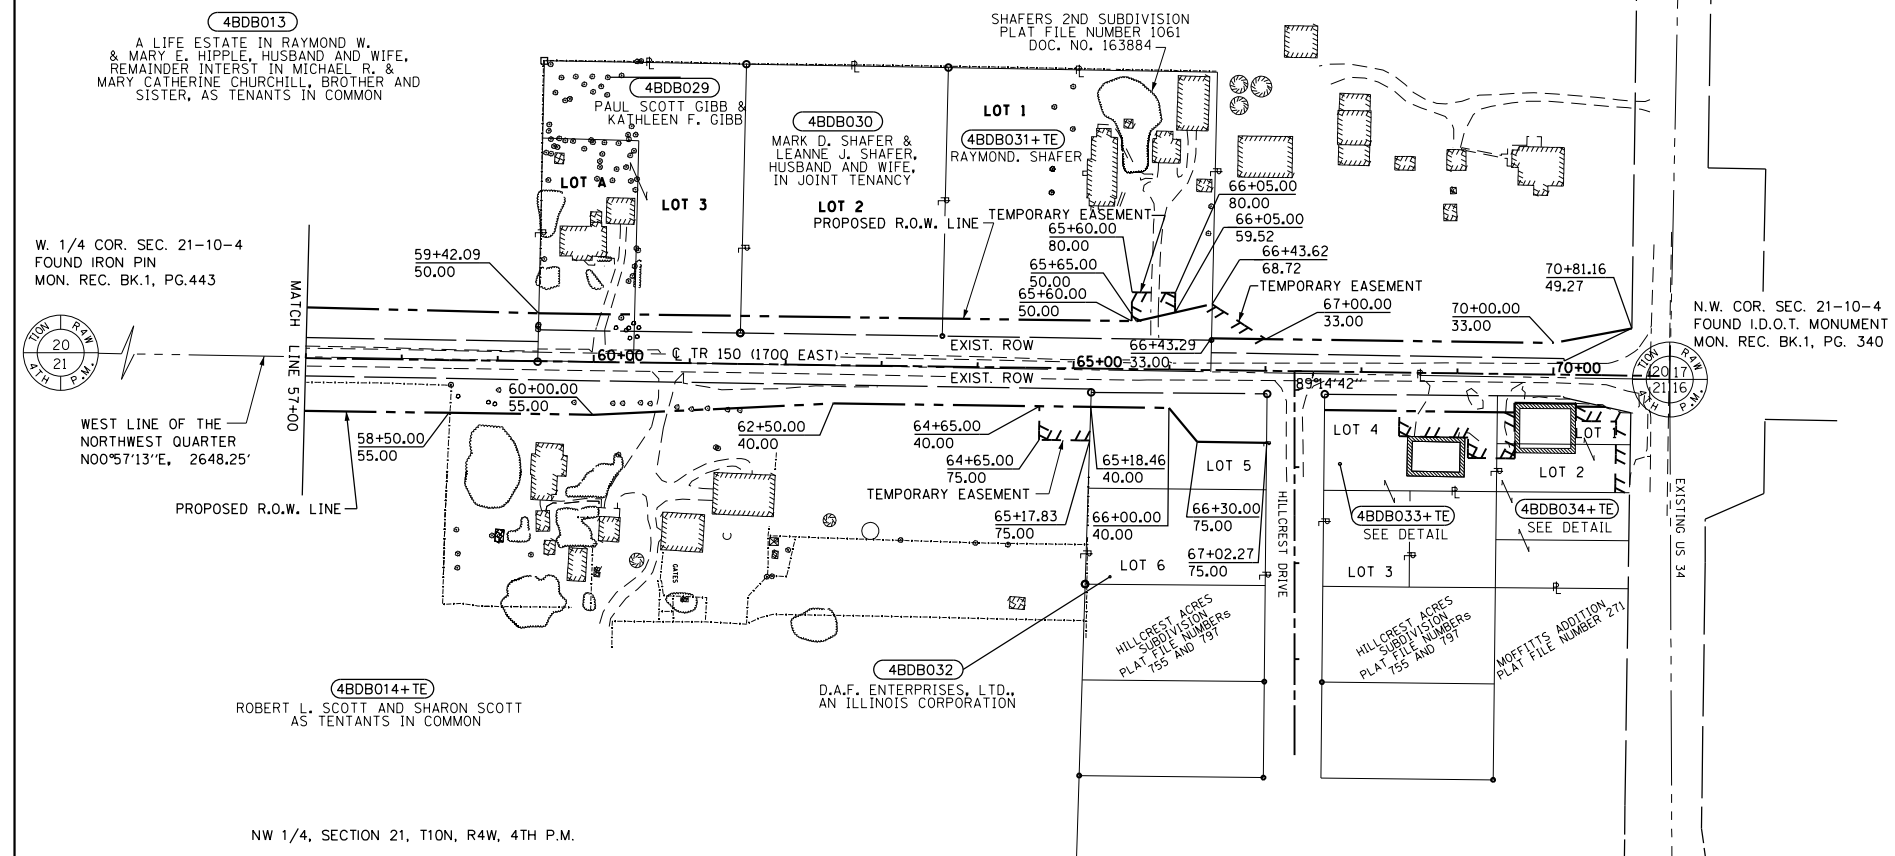 4BDB013
A LIFE ESTATE IN RAYMOND W.
& MARY E. HIPPLE, HUSBAND AND WIFE,
REMAINDER INTERST IN MICHAEL R. &
MARY CATHERINE CHURCHILL, BROTHER AND
SISTER, AS TENANTS IN COMMON
SHAFERS 2ND SUBDIVISION
PLAT FILE NUMBER 1061
DOC. NO. 163884
4BDB029
PAUL SCOTT GIBB &
KATHLEEN F. GIBB
4BDB030
MARK D. SHAFER &
LEANNE J. SHAFER,
HUSBAND AND WIFE,
IN JOINT TENANCY
LOT 1
4BDB031+TE
RAYMOND. SHAFER
LOT A
LOT 3
LOT 2
PROPOSED R.O.W. LINE
TEMPORARY EASEMENT
65+60.00
80.00
66+05.00
80.00
66+05.00
59.52
65+65.00
50.00
65+60.00
50.00
66+43.62
68.72
TEMPORARY EASEMENT
67+00.00
33.00
70+00.00
33.00
70+81.16
49.27
W. 1/4 COR. SEC. 21-10-4
FOUND IRON PIN
MON. REC. BK.1, PG.443
59+42.09
50.00
N.W. COR. SEC. 21-10-4
FOUND I.D.O.T. MONUMENT
MON. REC. BK.1, PG. 340
MATCH LINE 57+00
T10N R4W
20
21
4TH P.M.
60+00
℄ TR 150 (1700 EAST)
EXIST. ROW
66+43.29
33.00
65+00
70+00
EXIST. ROW
89°14'42"
T10N R4W
20 17
21 16
4TH P.M.
WEST LINE OF THE
NORTHWEST QUARTER
N00°57'13"E, 2648.25'
60+00.00
55.00
58+50.00
55.00
62+50.00
40.00
64+65.00
40.00
64+65.00
75.00
65+18.46
40.00
LOT 5
LOT 4
LOT 1
LOT 2
PROPOSED R.O.W. LINE
TEMPORARY EASEMENT
65+17.83
75.00
66+00.00
40.00
66+30.00
75.00
67+02.27
75.00
HILLCREST DRIVE
4BDB033+TE
SEE DETAIL
4BDB034+TE
SEE DETAIL
EXISTING US 34
GATES
LOT 6
LOT 3
HILLCREST ACRES
SUBDIVISION
PLAT FILE NUMBERs
755 AND 797
HILLCREST ACRES
SUBDIVISION
PLAT FILE NUMBERs
755 AND 797
MOFFITTS ADDITION
PLAT FILE NUMBER 271
4BDB032
D.A.F. ENTERPRISES, LTD.,
AN ILLINOIS CORPORATION
4BDB014+TE
ROBERT L. SCOTT AND SHARON SCOTT
AS TENTANTS IN COMMON
NW 1/4, SECTION 21, T10N, R4W, 4TH P.M.